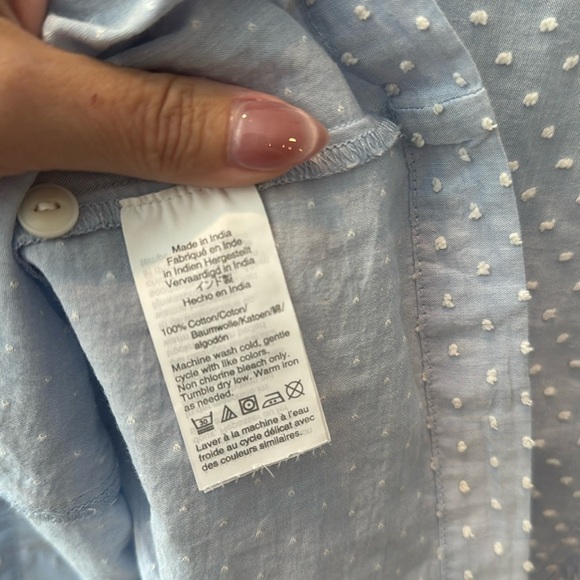 Made in India
Fabriqué en Inde
in Indien Hergestellt
Vervaardigd in India
インド製
Hecho en India
100% Cotton/Coton/
Baumwolle/Katoen/綿/
algodón
Machine wash cold, gentle
cycle with like colors.
Non chlorine bleach only.
Tumble dry low. Warm iron
as needed.
30
Laver à la machine à l'eau
froide au cycle délicat avec
des couleurs similaires.